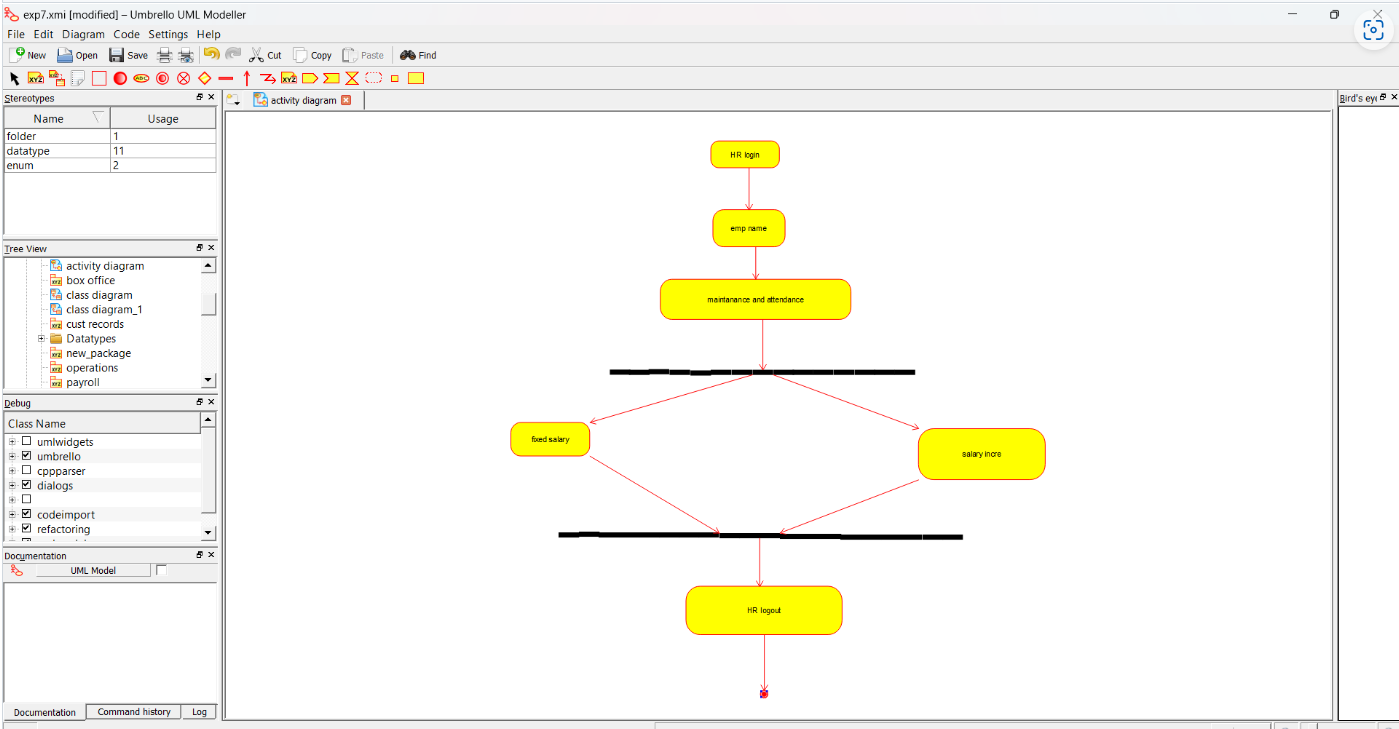 exp7.xmi [modified] – Umbrello UML Modeller
File Edit Diagram Code Settings Help
New Open Save Cut Copy Paste Find
XYZ ABC XYZ
Stereotypes
Name Usage
folder 1
datatype 11
enum 2
Tree View
activity diagram
box office
class diagram
class diagram_1
cust records
Datatypes
new_package
operations
payroll
Debug
Class Name
umlwidgets
umbrello
cppparser
dialogs
codeimport
refactoring
Documentation
UML Model
Documentation Command history Log
activity diagram
HR login
emp name
maintanance and attendance
fixed salary
salary incre
HR logout
Bird's eye